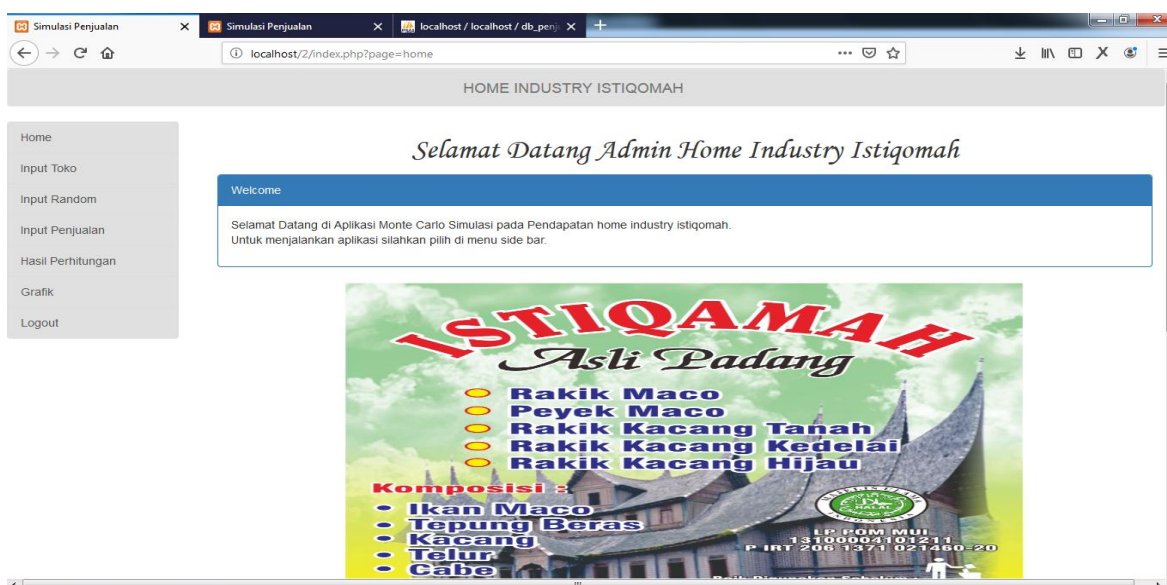 Simulasi Penjualan
Simulasi Penjualan
localhost / localhost / db_penj
localhost/2/index.php?page=home
HOME INDUSTRY ISTIQOMAH
Home
Input Toko
Input Random
Input Penjualan
Hasil Perhitungan
Grafik
Logout
Selamat Datang Admin Home Industry Istiqomah
Welcome
Selamat Datang di Aplikasi Monte Carlo Simulasi pada Pendapatan home industry istiqomah.
Untuk menjalankan aplikasi silahkan pilih di menu side bar.
ISTIQAMAH
Asli Padang
Rakik Maco
Peyek Maco
Rakik Kacang Tanah
Rakik Kacang Kedelai
Rakik Kacang Hijau
Komposisi :
• Ikan Maco
• Tepung Beras
• Kacang
• Telur
• Cabe
HALAL
LP POM MUI
13100004101211
P IRT 206 1371 021460-20
Baik Digunakan Sebelum :